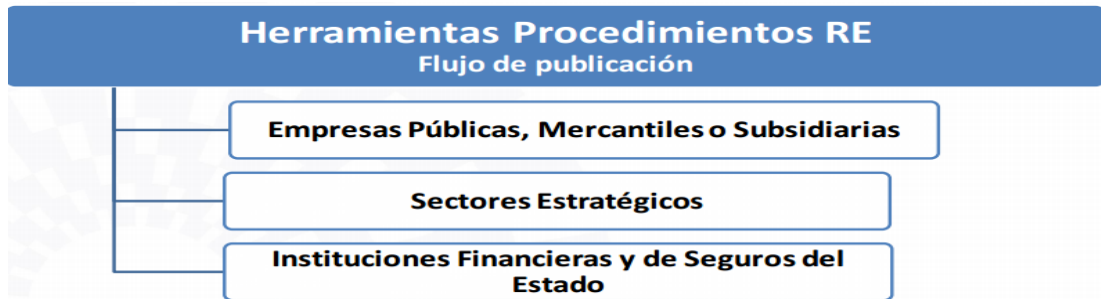 Herramientas Procedimientos RE
Flujo de publicación
Empresas Públicas, Mercantiles o Subsidiarias
Sectores Estratégicos
Instituciones Financieras y de Seguros del
Estado